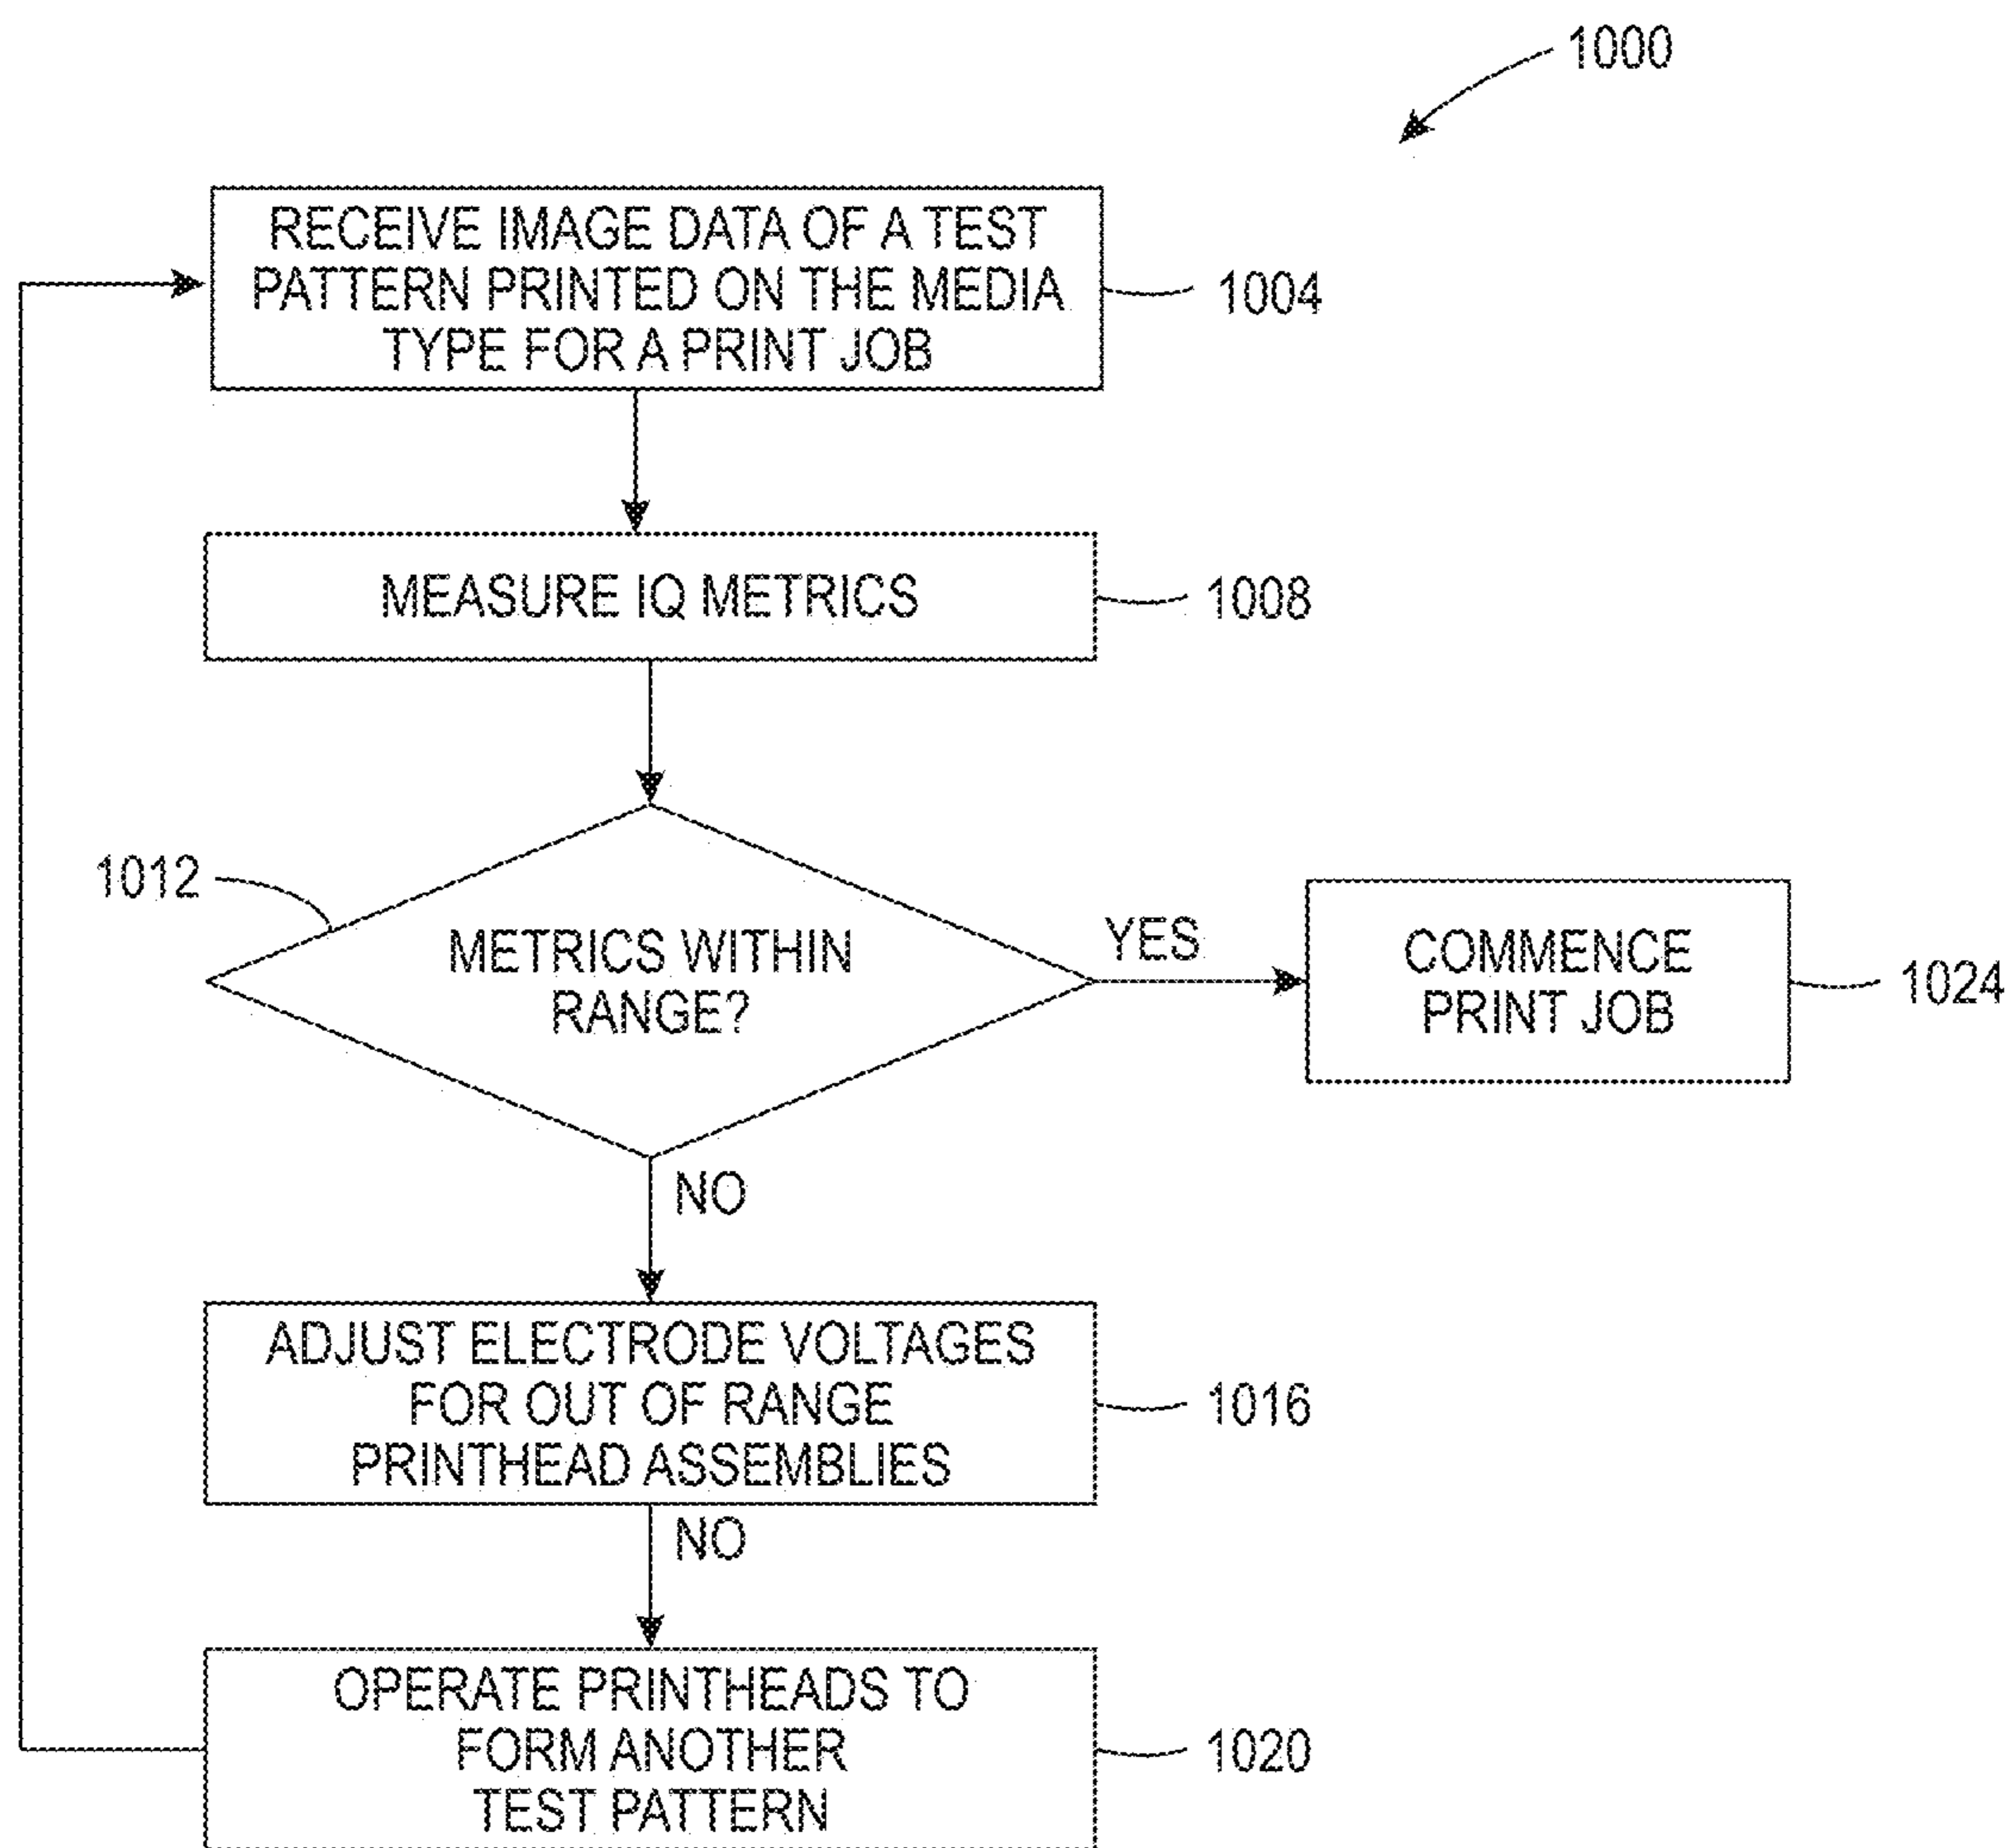 1000
RECEIVE IMAGE DATA OF A TEST
PATTERN PRINTED ON THE MEDIA
TYPE FOR A PRINT JOB
1004
MEASURE IQ METRICS
1008
1012
METRICS WITHIN
RANGE?
YES
COMMENCE
PRINT JOB
1024
NO
ADJUST ELECTRODE VOLTAGES
FOR OUT OF RANGE
PRINTHEAD ASSEMBLIES
1016
NO
OPERATE PRINTHEADS TO
FORM ANOTHER
TEST PATTERN
1020